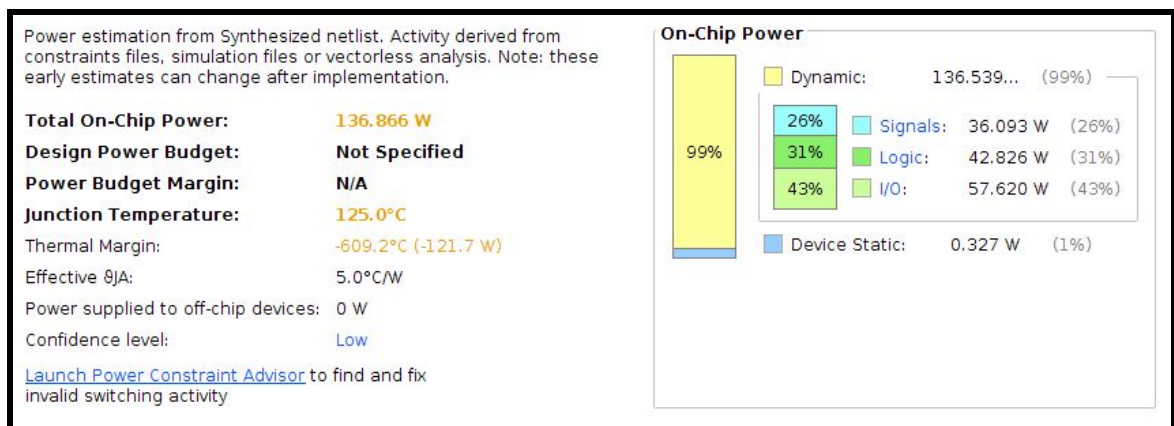 Power estimation from Synthesized netlist. Activity derived from
constraints files, simulation files or vectorless analysis. Note: these
early estimates can change after implementation.
Total On-Chip Power: 136.866 W
Design Power Budget: Not Specified
Power Budget Margin: N/A
Junction Temperature: 125.0°C
Thermal Margin: -609.2°C (-121.7 W)
Effective ϑJA: 5.0°C/W
Power supplied to off-chip devices: 0 W
Confidence level: Low
Launch Power Constraint Advisor to find and fix
invalid switching activity
On-Chip Power
Dynamic: 136.539... (99%)
26% Signals: 36.093 W (26%)
99% 31% Logic: 42.826 W (31%)
43% I/O: 57.620 W (43%)
Device Static: 0.327 W (1%)